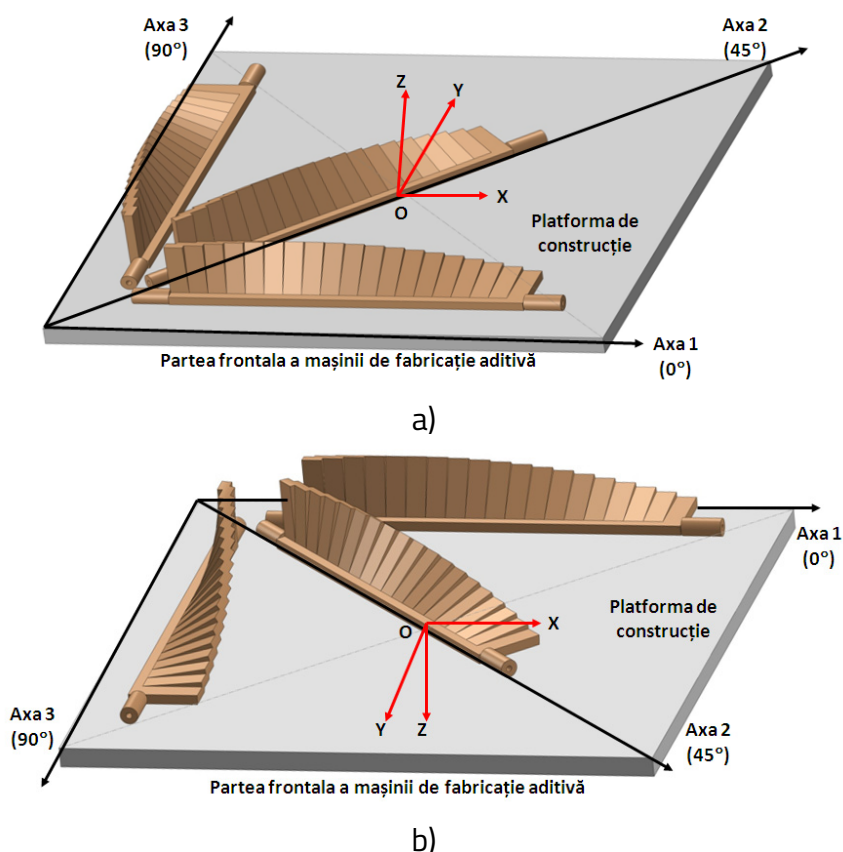 Axa 3
(90°)
Axa 2
(45°)
Z
Y
X
O
Platforma de
construcție
Axa 1
(0°)
Partea frontala a mașinii de fabricație aditivă
a)
Axa 1
(0°)
Platforma de
construcție
O
X
Y
Z
Axa 3
(90°)
Axa 2
(45°)
Partea frontala a mașinii de fabricație aditivă
b)